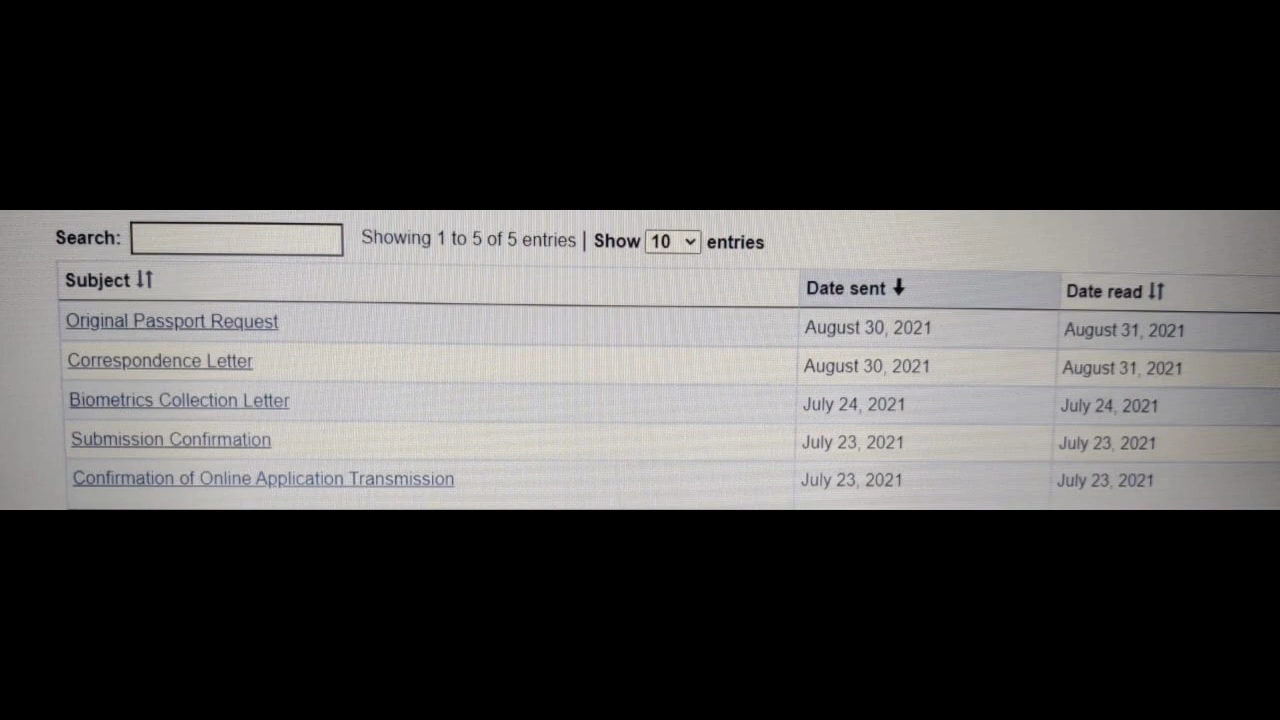 Search: Showing 1 to 5 of 5 entries | Show 10 entries
Subject Date sent Date read
Original Passport Request August 30, 2021 August 31, 2021
Correspondence Letter August 30, 2021 August 31, 2021
Biometrics Collection Letter July 24, 2021 July 24, 2021
Submission Confirmation July 23, 2021 July 23, 2021
Confirmation of Online Application Transmission July 23, 2021 July 23, 2021